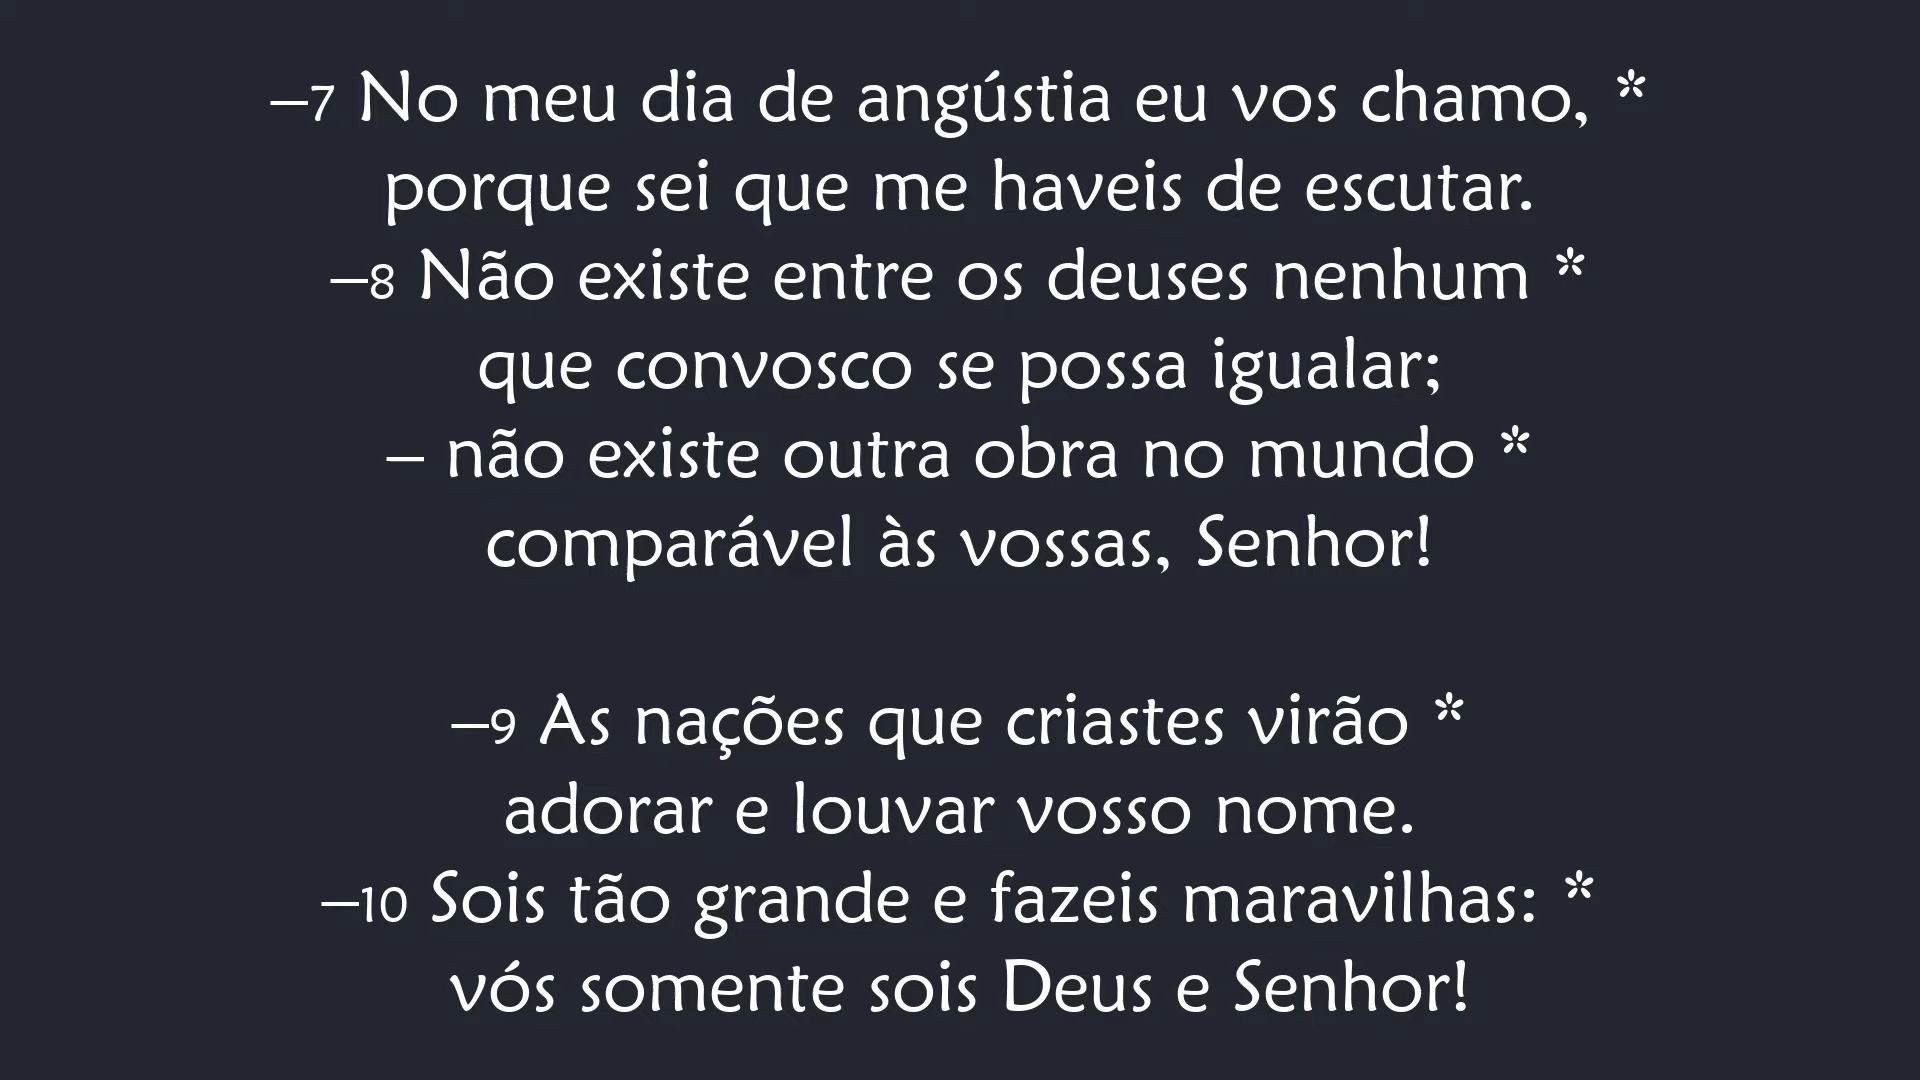 –7 No meu dia de angústia eu vos chamo, *
porque sei que me haveis de escutar.
–8 Não existe entre os deuses nenhum *
que convosco se possa igualar;
– não existe outra obra no mundo *
comparável às vossas, Senhor!
–9 As nações que criastes virão *
adorar e louvar vosso nome.
–10 Sois tão grande e fazeis maravilhas: *
vós somente sois Deus e Senhor!